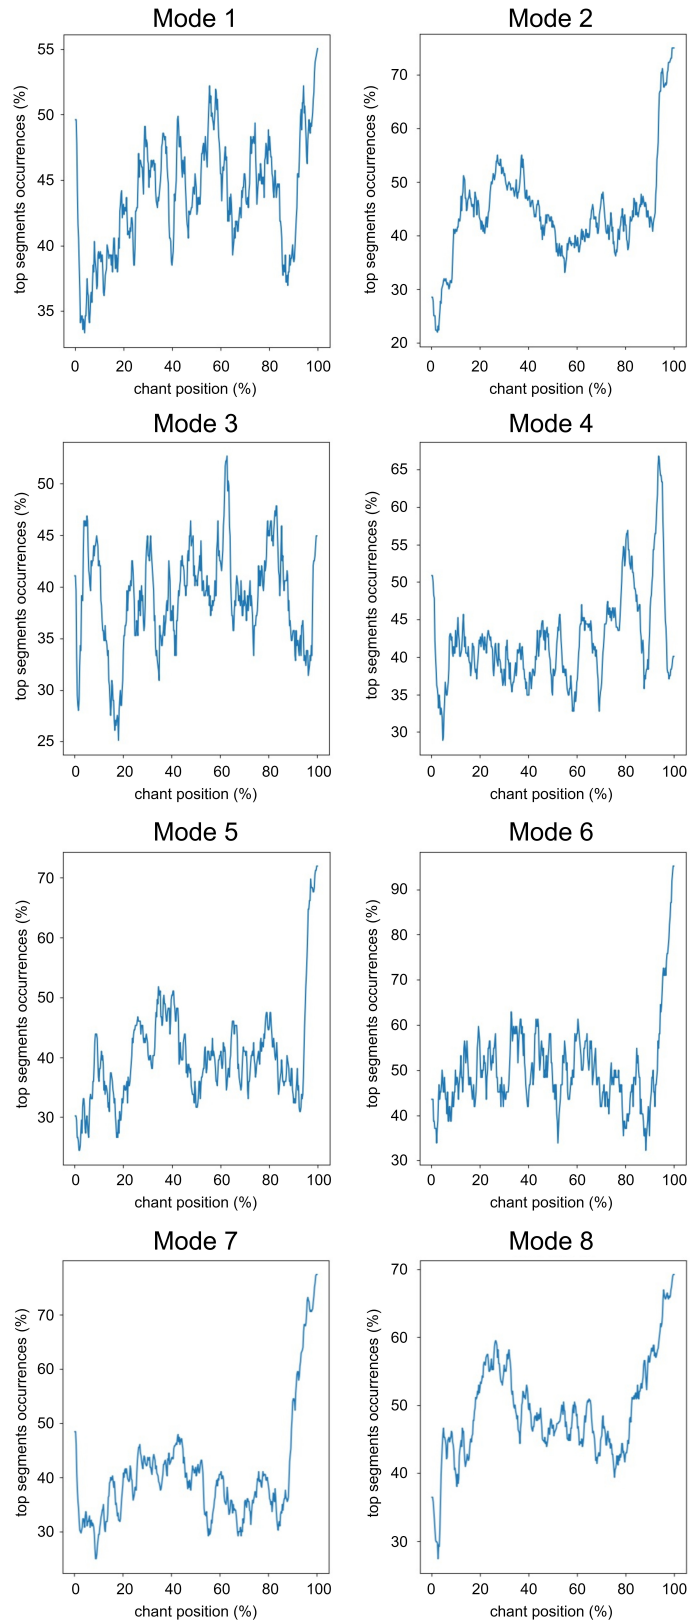 Mode 1
Mode 2
top segments occurrences (%)
55
50
45
40
35
0 20 40 60 80 100
chant position (%)
top segments occurrences (%)
70
60
50
40
30
20
0 20 40 60 80 100
chant position (%)
Mode 3
Mode 4
top segments occurrences (%)
50
45
40
35
30
25
0 20 40 60 80 100
chant position (%)
top segments occurrences (%)
65
60
55
50
45
40
35
30
0 20 40 60 80 100
chant position (%)
Mode 5
Mode 6
top segments occurrences (%)
70
60
50
40
30
0 20 40 60 80 100
chant position (%)
top segments occurrences (%)
90
80
70
60
50
40
30
0 20 40 60 80 100
chant position (%)
Mode 7
Mode 8
top segments occurrences (%)
70
60
50
40
30
0 20 40 60 80 100
chant position (%)
top segments occurrences (%)
70
60
50
40
30
0 20 40 60 80 100
chant position (%)